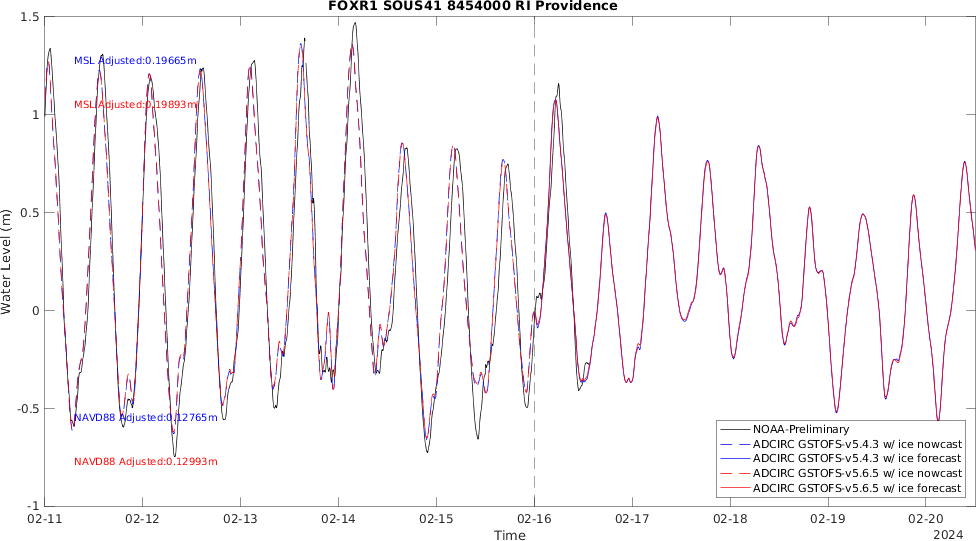 FOXR1 SOUS41 8454000 RI Providence
1.5
MSL Adjusted:0.19665m
MSL Adjusted:0.19893m
1
0.5
Water Level (m)
0
-0.5
NAVD88 Adjusted:0.12765m
NAVD88 Adjusted:0.12993m
NOAA-Preliminary
ADCIRC GSTOFS-v5.4.3 w/ ice nowcast
ADCIRC GSTOFS-v5.4.3 w/ ice forecast
ADCIRC GSTOFS-v5.6.5 w/ ice nowcast
ADCIRC GSTOFS-v5.6.5 w/ ice forecast
-1
02-11 02-12 02-13 02-14 02-15 02-16 02-17 02-18 02-19 02-20
Time
2024